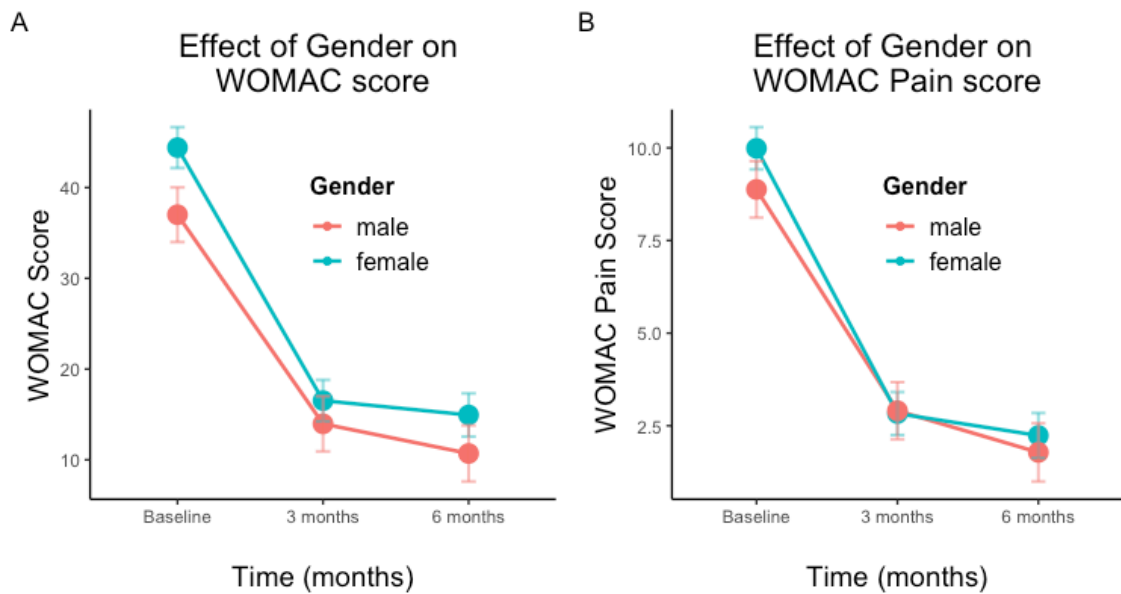 A
Effect of Gender on
WOMAC score
WOMAC Score
40
30
20
10
Gender
male
female
Baseline
3 months
6 months
Time (months)
B
Effect of Gender on
WOMAC Pain score
WOMAC Pain Score
10.0
7.5
5.0
2.5
Gender
male
female
Baseline
3 months
6 months
Time (months)